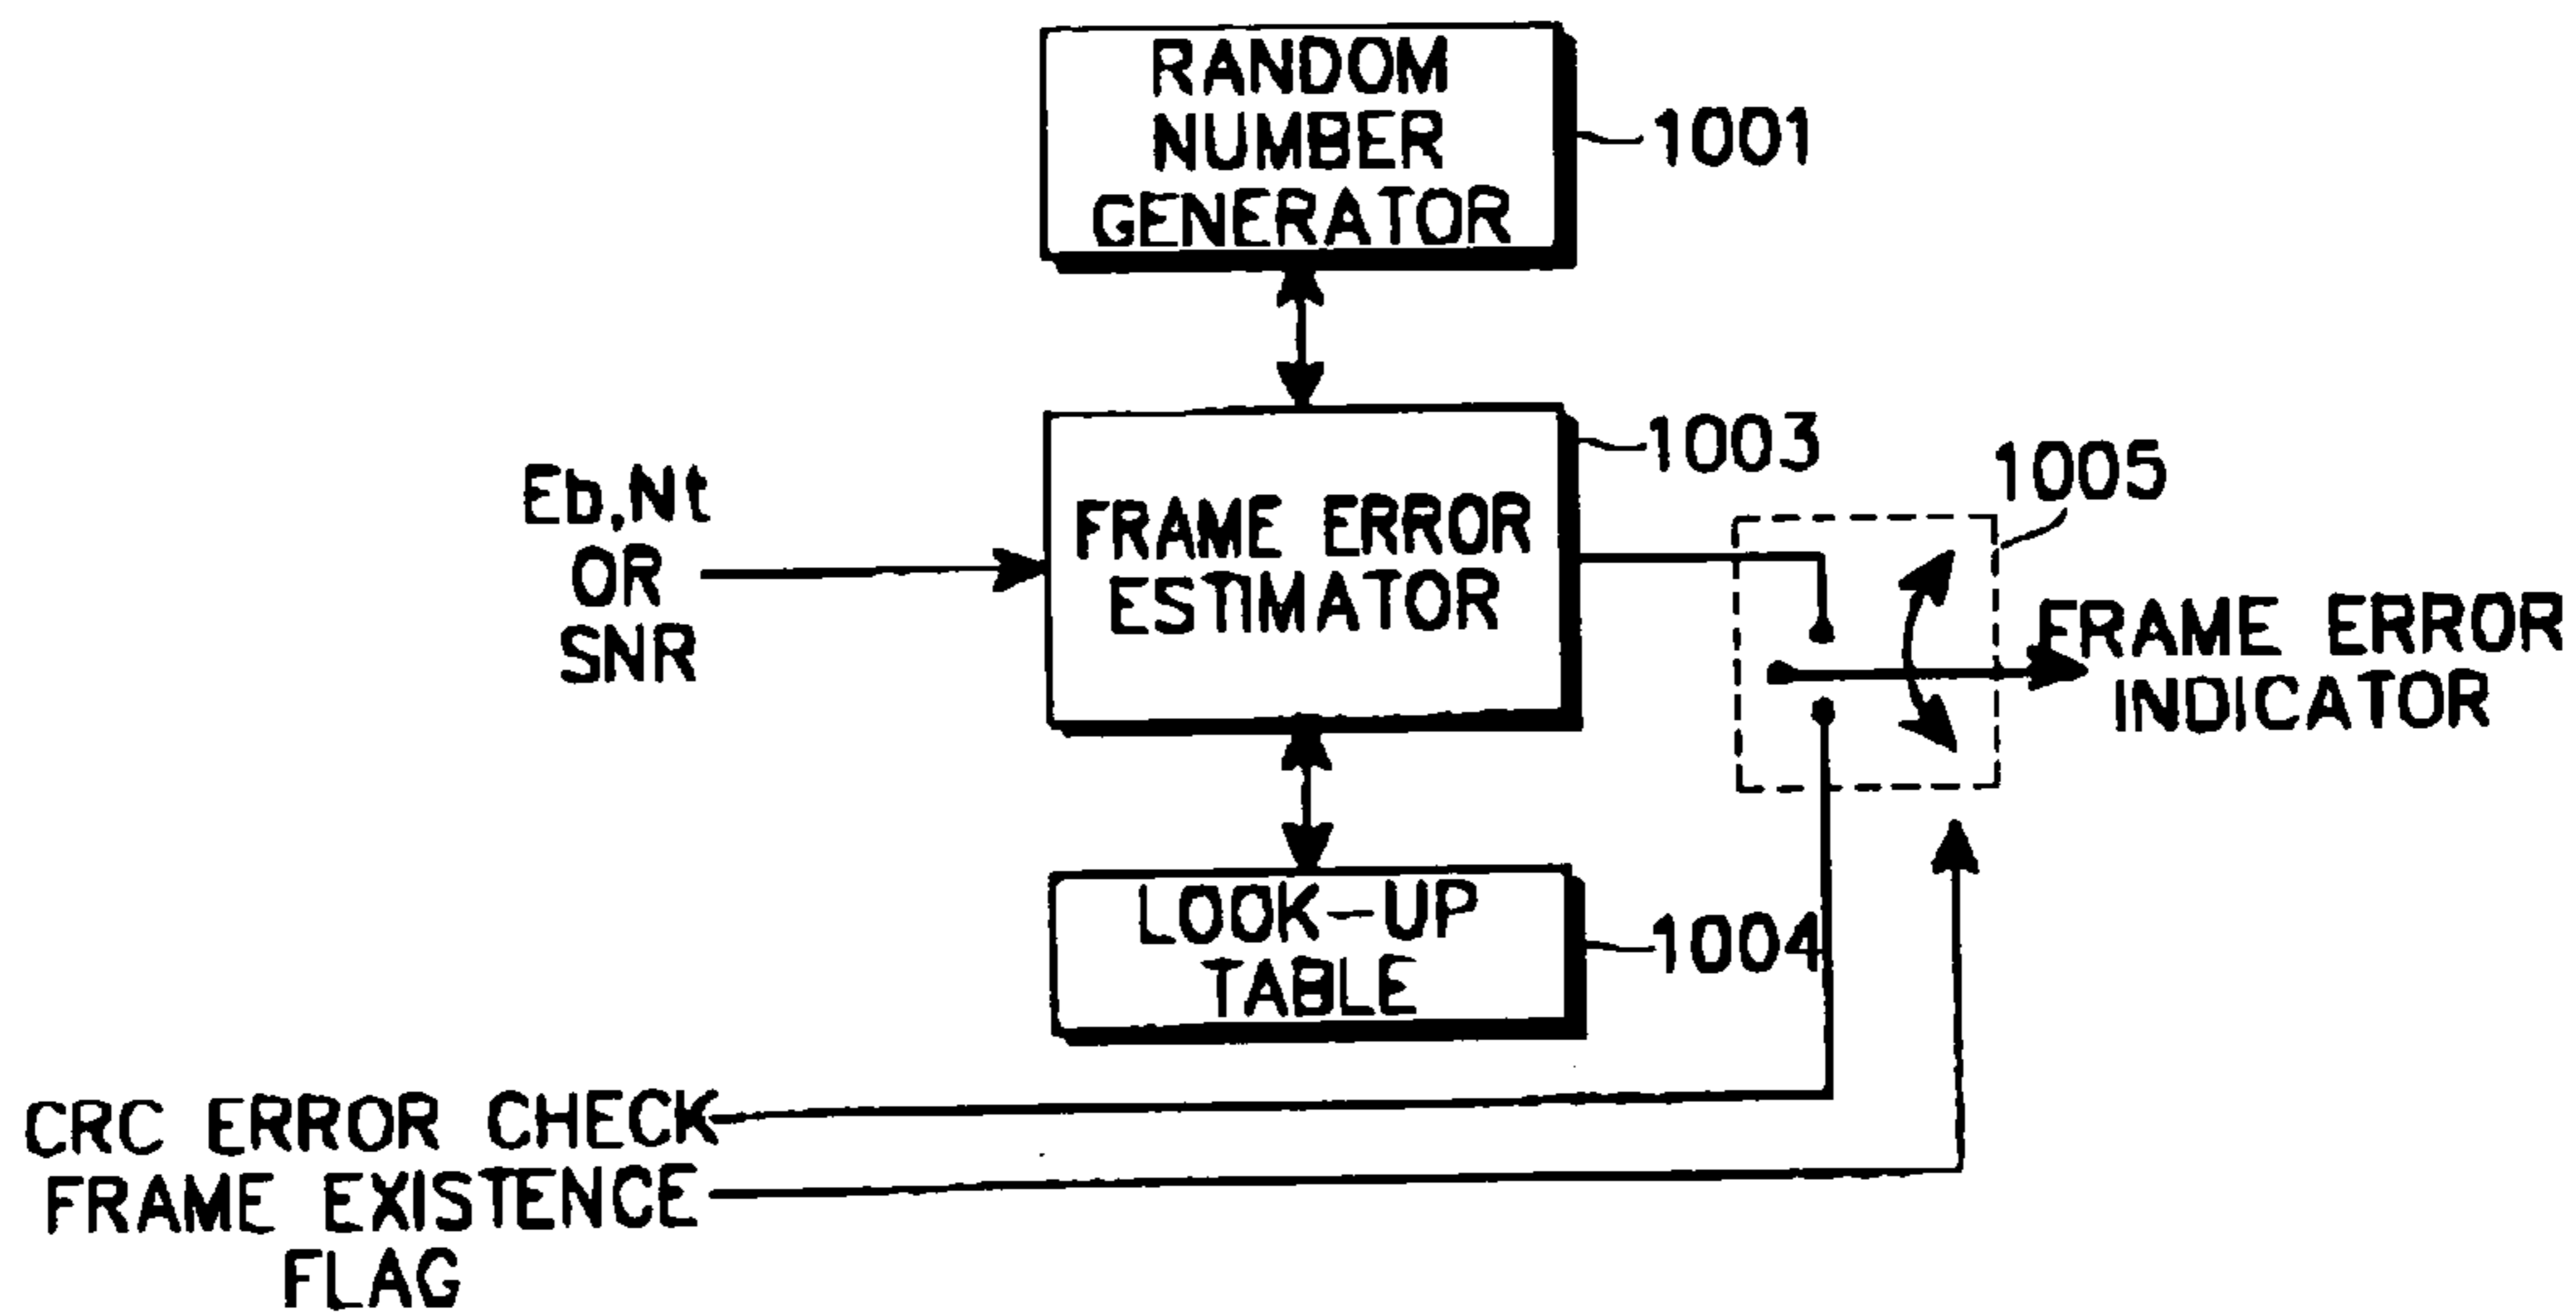 RANDOM
NUMBER
GENERATOR
1001
1003
1005
Eb,Nt
OR
SNR
FRAME ERROR
ESTIMATOR
FRAME ERROR
INDICATOR
LOOK-UP
TABLE
1004
CRC ERROR CHECK
FRAME EXISTENCE
FLAG